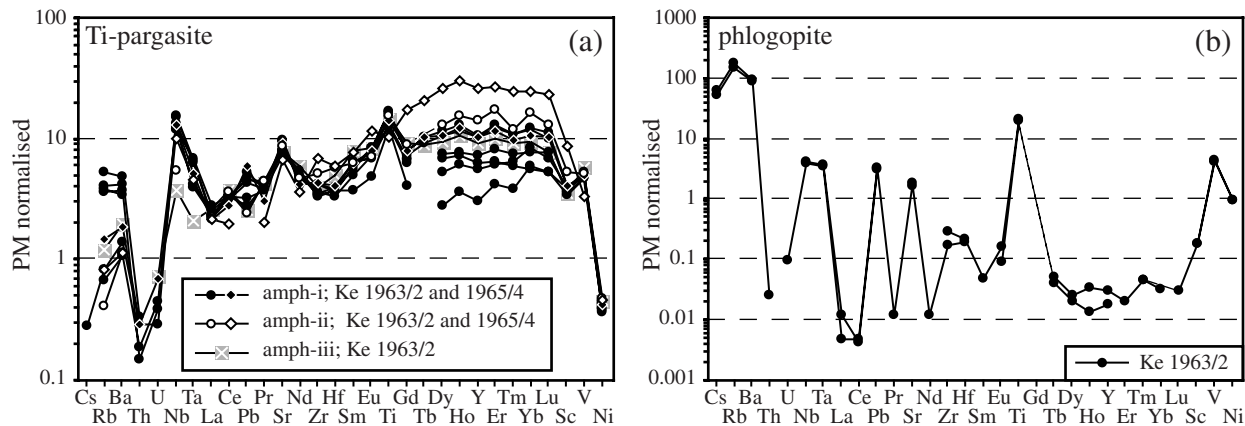 Ti-pargasite
(a)
PM normalised
100
10
1
0.1
amph-i; Ke 1963/2 and 1965/4
amph-ii; Ke 1963/2 and 1965/4
amph-iii; Ke 1963/2
Cs Ba U Ta Ce Pr Nd Hf Eu Gd Dy Y Tm Lu V
Rb Th Nb La Pb Sr Zr Sm Ti Tb Ho Er Yb Sc Ni
phlogopite
(b)
PM normalised
1000
100
10
1
0.1
0.01
0.001
Ke 1963/2
Cs Ba U Ta Ce Pr Nd Hf Eu Gd Dy Y Tm Lu V
Rb Th Nb La Pb Sr Zr Sm Ti Tb Ho Er Yb Sc Ni